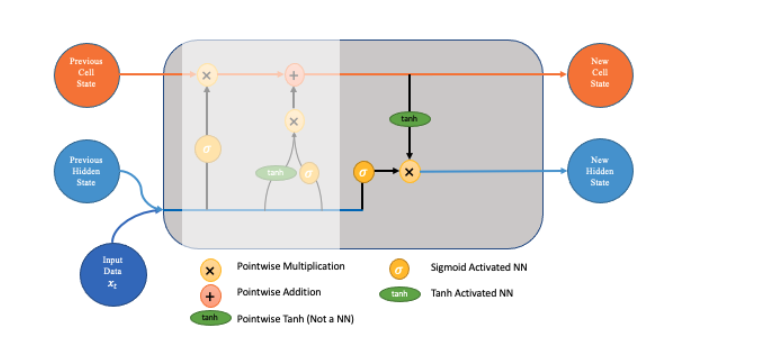 Previous
Cell
State
New
Cell
State
×
+
×
tanh
σ
tanh
σ
Previous
Hidden
State
σ
×
New
Hidden
State
Input
Data
xₜ
× Pointwise Multiplication
σ Sigmoid Activated NN
+ Pointwise Addition
tanh Tanh Activated NN
tanh Pointwise Tanh (Not a NN)